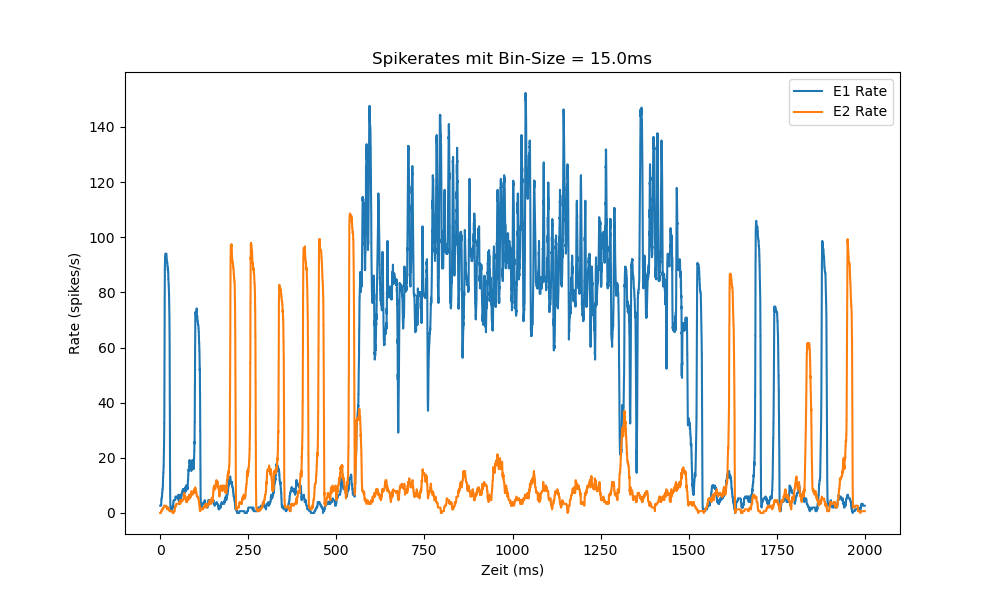 Spikerates mit Bin-Size = 15.0ms
E1 Rate
E2 Rate
Rate (spikes/s)
140
120
100
80
60
40
20
0
0 250 500 750 1000 1250 1500 1750 2000
Zeit (ms)